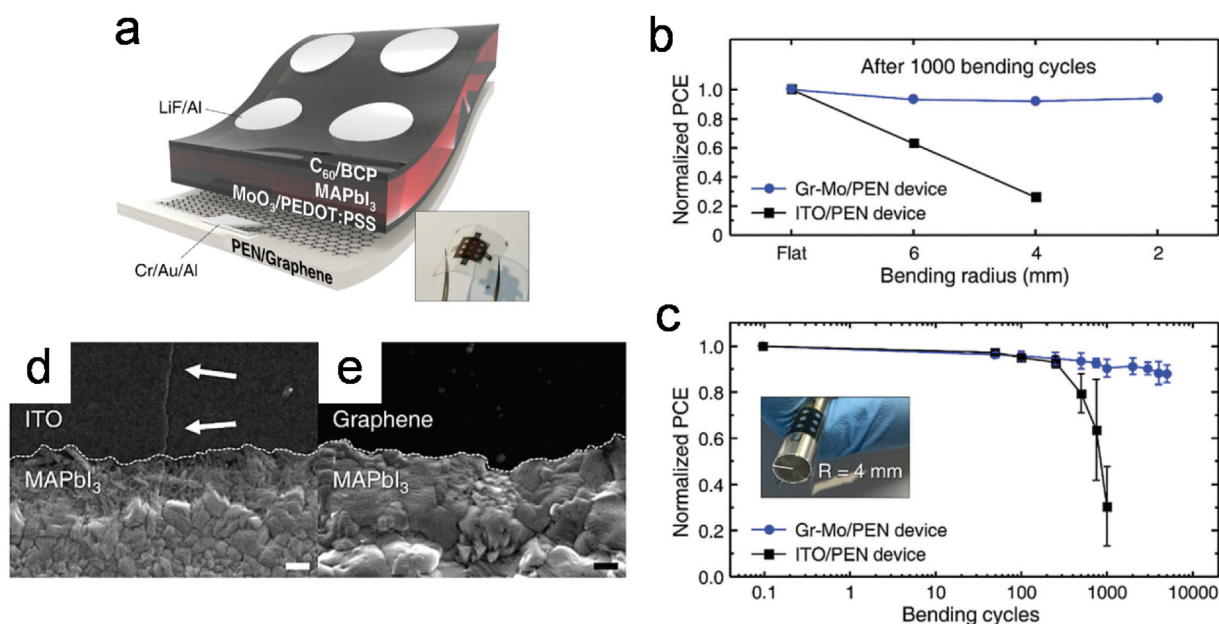 a
LiF/Al
C₆₀/BCP
MAPbI₃
MoO₃/PEDOT:PSS
PEN/Graphene
Cr/Au/Al
b
After 1000 bending cycles
Normalized PCE
1.0
0.8
0.6
0.4
0.2
0
Gr-Mo/PEN device
ITO/PEN device
Flat
6
4
2
Bending radius (mm)
c
Normalized PCE
1.0
0.8
0.6
0.4
0.2
0.0
R = 4 mm
Gr-Mo/PEN device
ITO/PEN device
0.1
1
10
100
1000
10000
Bending cycles
d
ITO
MAPbI₃
e
Graphene
MAPbI₃